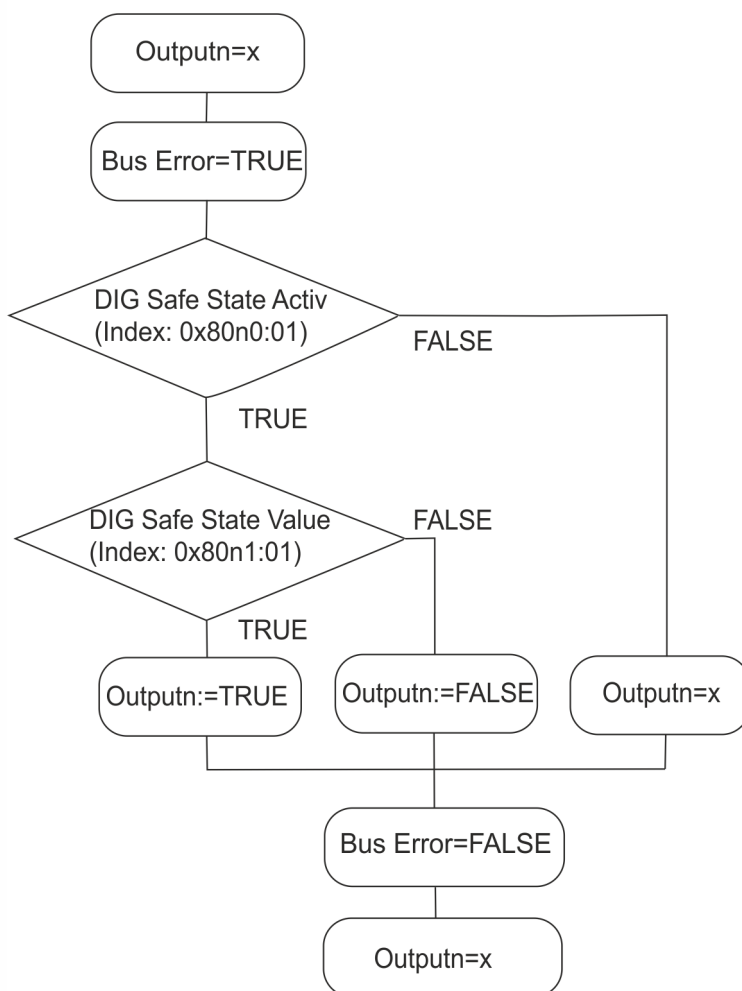 Outputn=x
Bus Error=TRUE
DIG Safe State Activ
(Index: 0x80n0:01)
FALSE
TRUE
DIG Safe State Value
(Index: 0x80n1:01)
FALSE
TRUE
Outputn:=TRUE
Outputn:=FALSE
Outputn=x
Bus Error=FALSE
Outputn=x